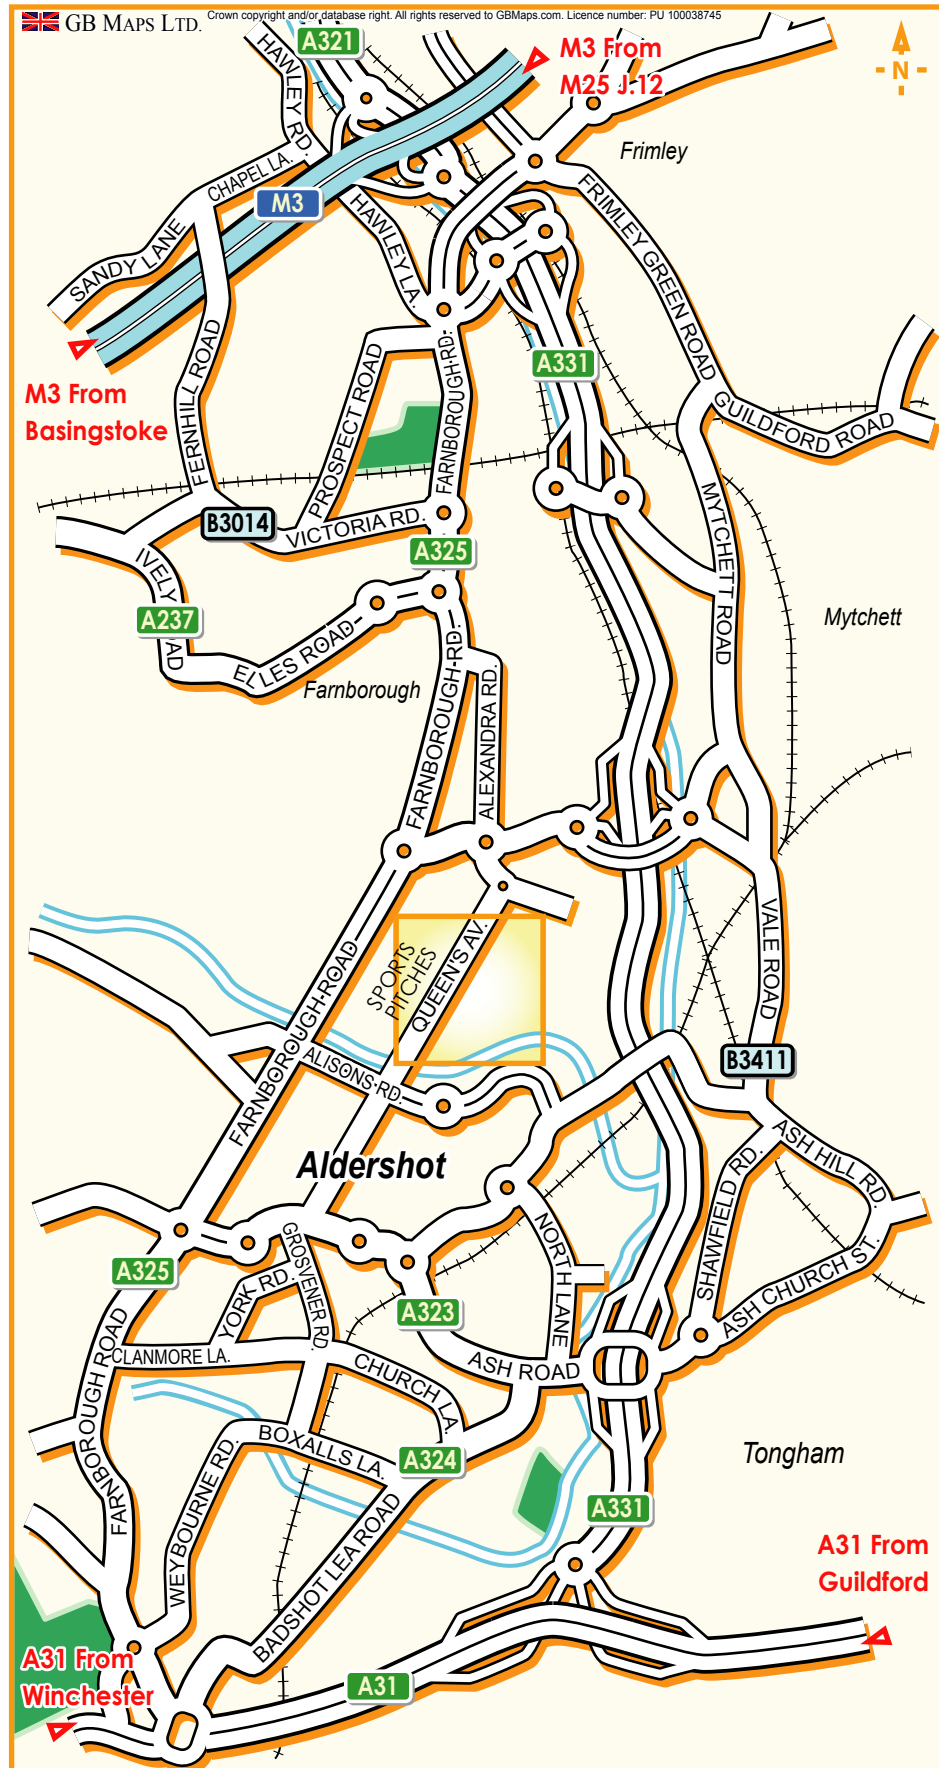 GB Maps Ltd.
Crown copyright and/or database right. All rights reserved to GBMaps.com. Licence number: PU 100038745
A321
M3 From
M25 J.12
N
HAWLEY RD.
Frimley
CHAPEL LA.
M3
SANDY LANE
HAWLEY LA.
FRIMLEY GREEN ROAD
A331
M3 From
Basingstoke
FERNHILL ROAD
PROSPECT ROAD
FARNBOROUGH RD.
GUILDFORD ROAD
B3014
VICTORIA RD.
A325
MYTCHETT ROAD
IVELY
A237
OAD
ELLES ROAD
Farnborough
Mytchett
FARNBOROUGH RD.
ALEXANDRA RD.
FARNBOROUGH ROAD
SPORTS
PITCHES
QUEEN'S AV.
VALE ROAD
ALISONS RD.
B3411
Aldershot
ASH HILL RD.
SHAWFIELD RD.
NORTH LANE
ASH CHURCH ST.
GROSVENER RD.
A325
YORK RD.
A323
FARNBOROUGH ROAD
CLANMORE LA.
CHURCH LA.
ASH ROAD
BOXALLS LA.
A324
Tongham
WEYBOURNE RD.
FARNBOROUGH ROAD
BADSHOT LEA ROAD
A331
A31 From
Guildford
A31 From
Winchester
A31